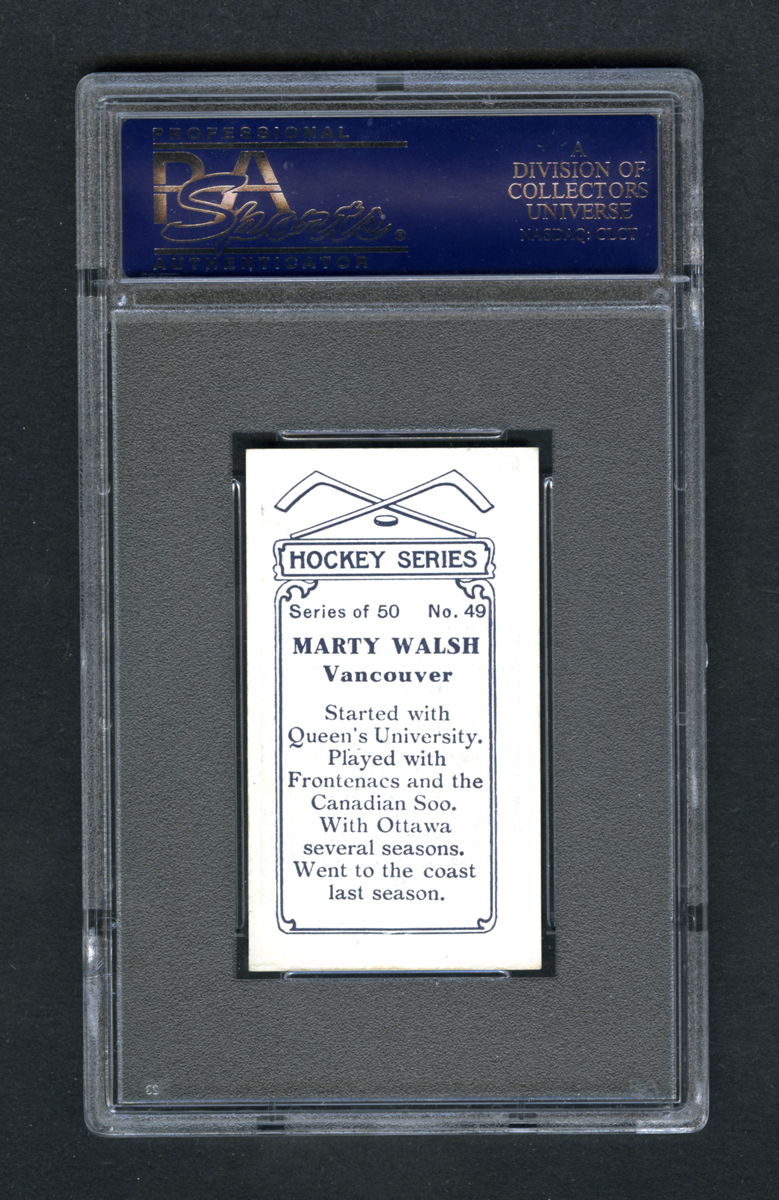 PROFESSIONAL
PSA
Sports
AUTHENTICATOR
A
DIVISION OF
COLLECTORS
UNIVERSE
NASDAQ: CLCT
HOCKEY SERIES
Series of 50 No. 49
MARTY WALSH
Vancouver
Started with
Queen's University.
Played with
Frontenacs and the
Canadian Soo.
With Ottawa
several seasons.
Went to the coast
last season.